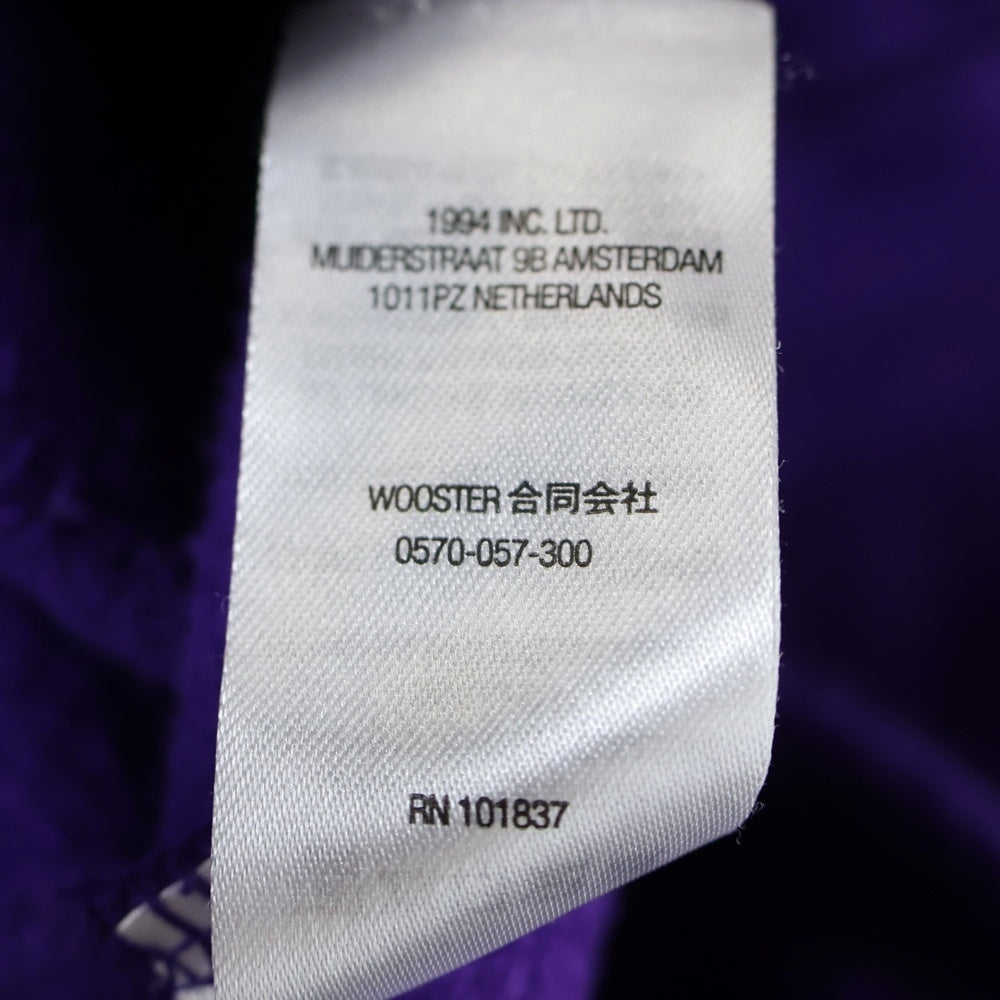 1994 INC. LTD.
MUIDERSTRAAT 9B AMSTERDAM
1011PZ NETHERLANDS
WOOSTER 合同会社
0570-057-300
RN 101837